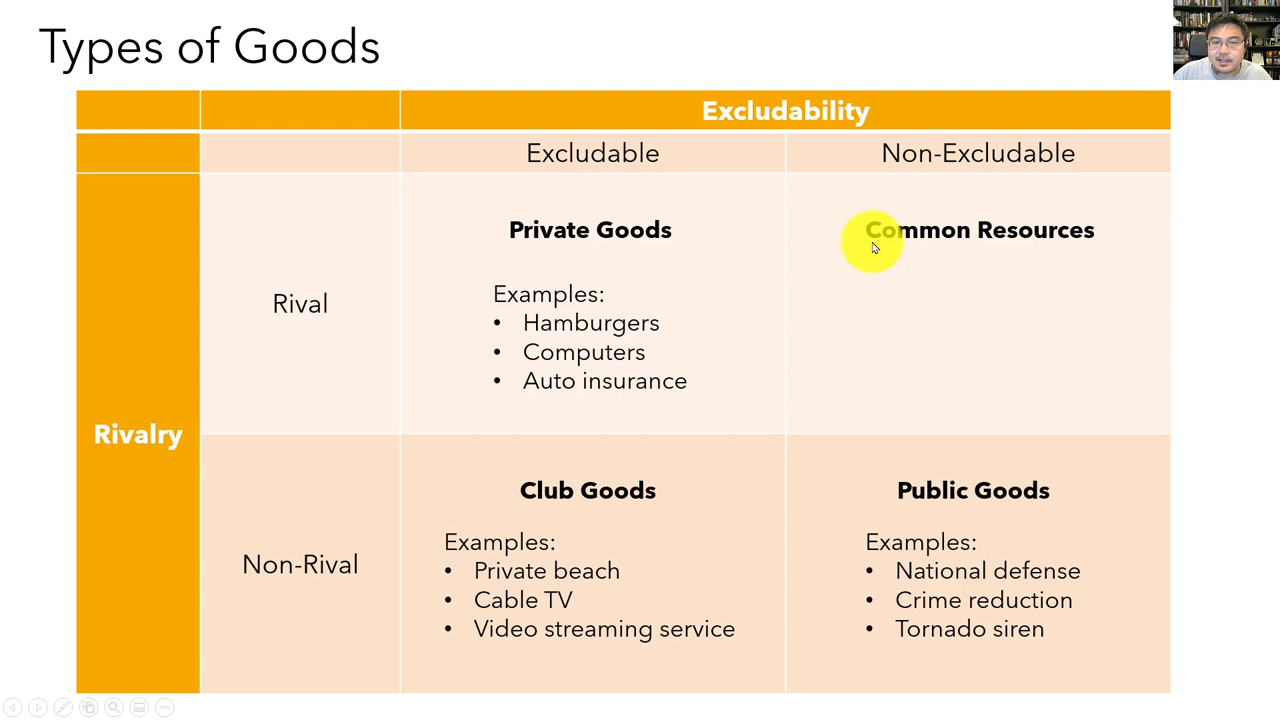 Types of Goods
Excludability
Excludable
Non-Excludable
Rivalry
Rival
Private Goods
Examples:
• Hamburgers
• Computers
• Auto insurance
Common Resources
Non-Rival
Club Goods
Examples:
• Private beach
• Cable TV
• Video streaming service
Public Goods
Examples:
• National defense
• Crime reduction
• Tornado siren